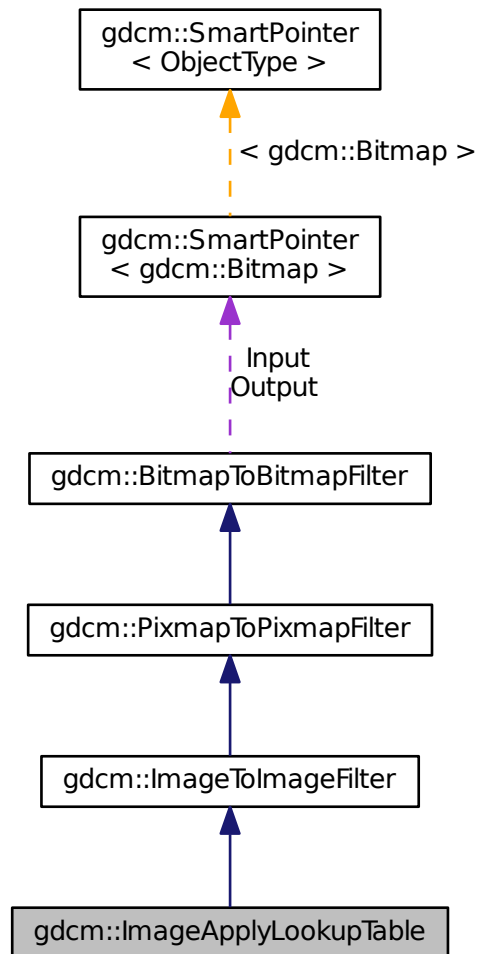 gdcm::SmartPointer
< ObjectType >
< gdcm::Bitmap >
gdcm::SmartPointer
< gdcm::Bitmap >
Input
Output
gdcm::BitmapToBitmapFilter
gdcm::PixmapToPixmapFilter
gdcm::ImageToImageFilter
gdcm::ImageApplyLookupTable